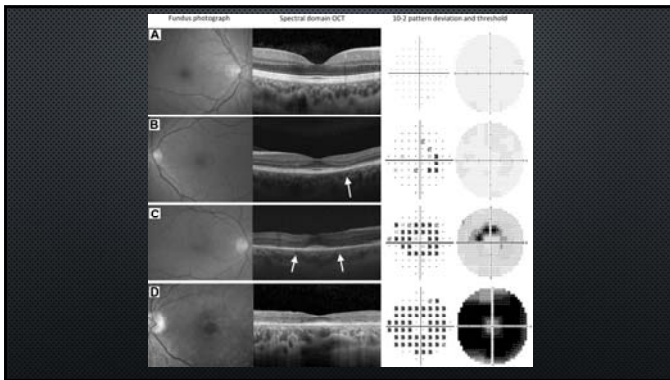 Fundus photograph Spectral domain OCT 10-2 pattern deviation and threshold
A
B
C
D